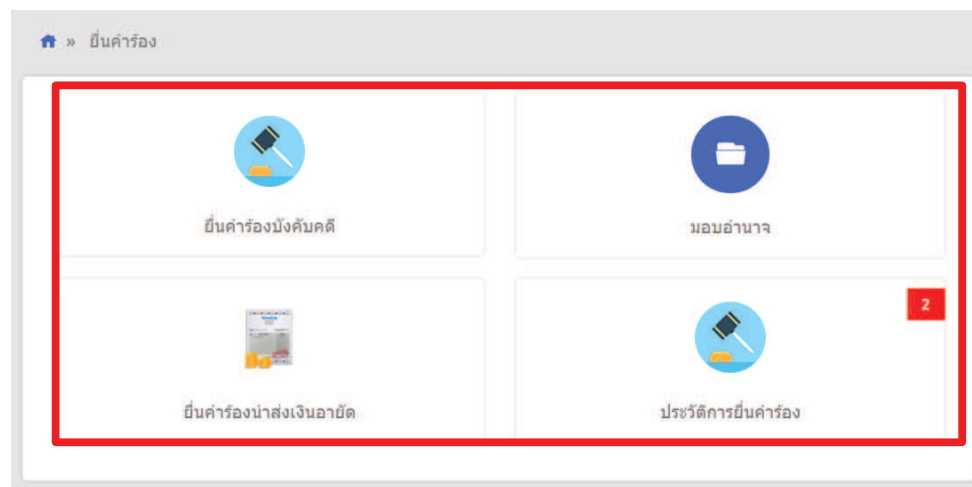 » ยื่นคำร้อง
ยื่นคำร้องบังคับคดี
มอบอำนาจ
2
ยื่นคำร้องนำส่งเงินอายัด
ประวัติการยื่นคำร้อง